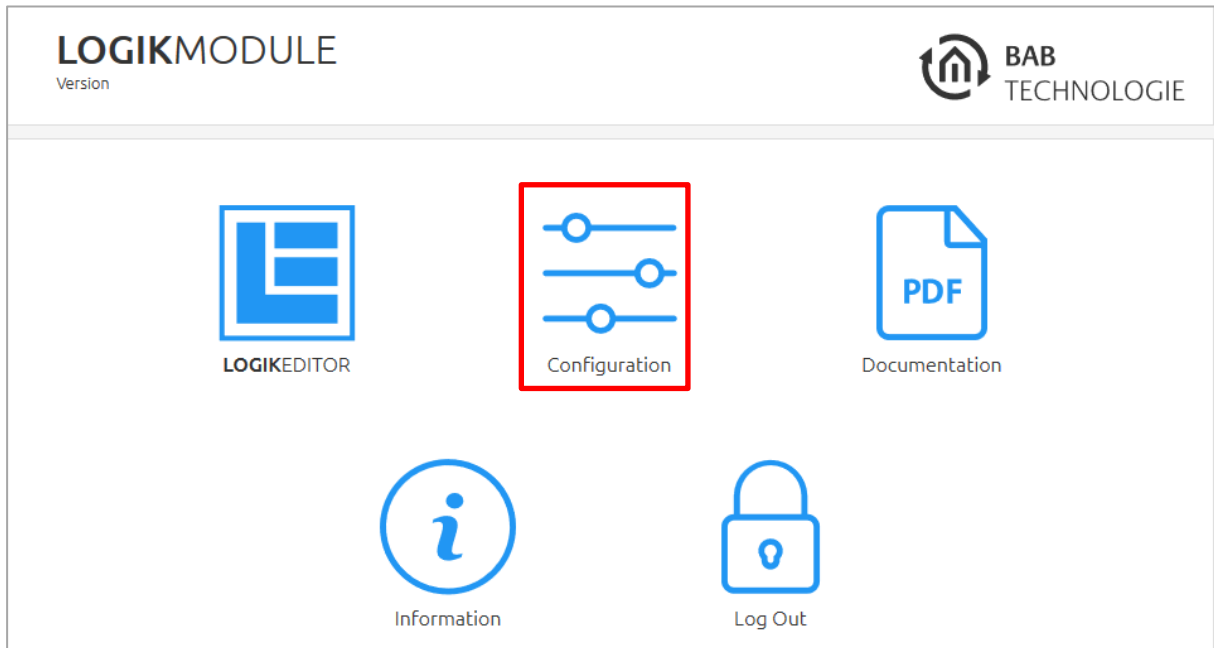 LOGIKMODULE
Version
BAB
TECHNOLOGIE
LOGIKEDITOR
Configuration
PDF
Documentation
i
Information
Log Out